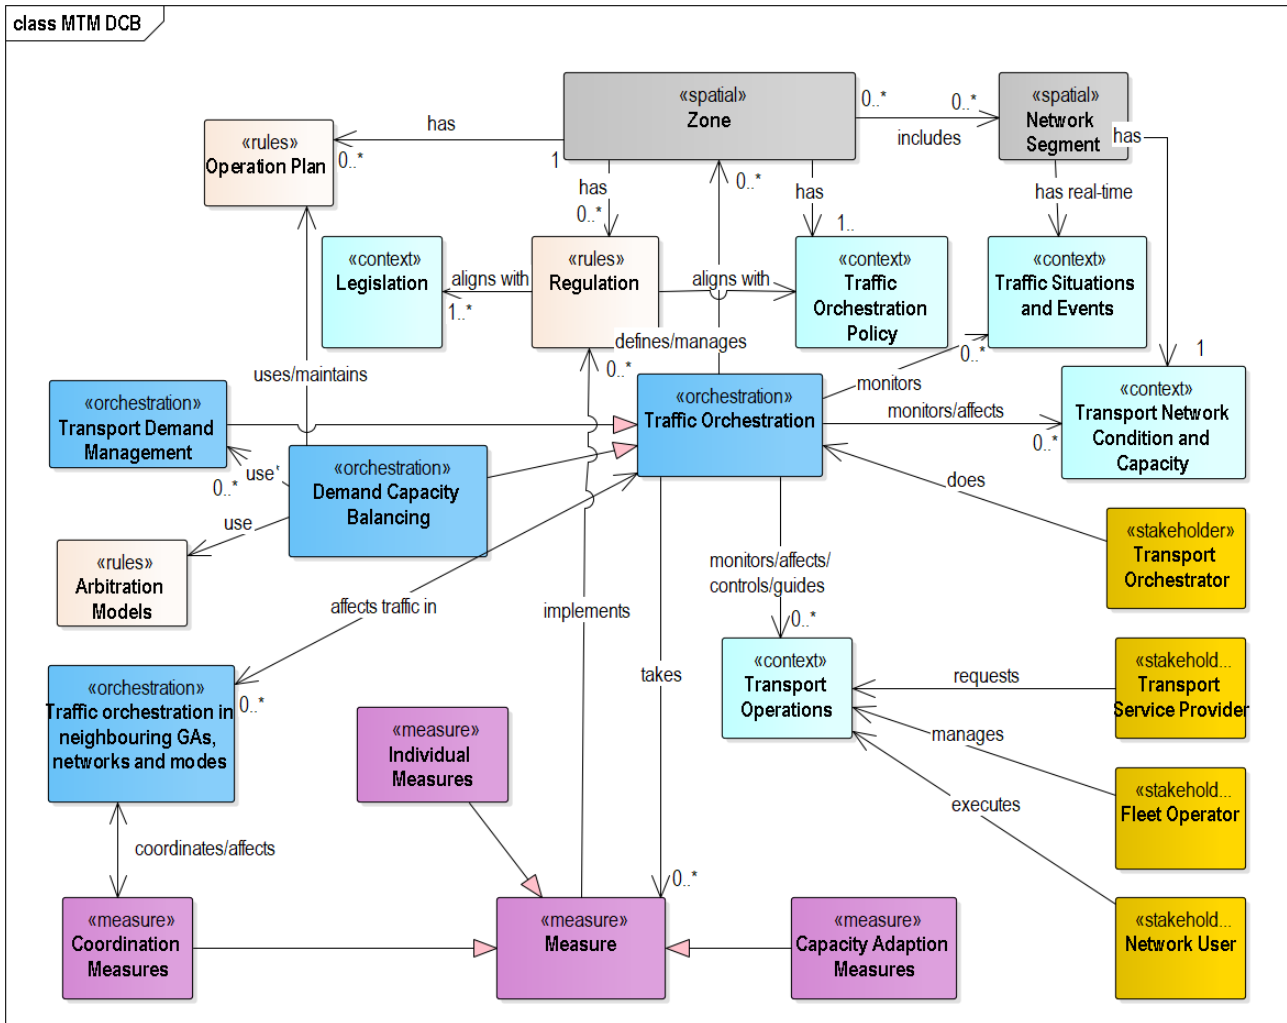 class MTM DCB
«spatial»
Zone
0..*
0..*
includes
«spatial»
Network
Segment
has
has
0..*
1
«rules»
Operation Plan
has
0..*
0..*
has
1..
has real-time
«context»
Legislation
aligns with
1..*
«rules»
Regulation
aligns with
«context»
Traffic
Orchestration
Policy
«context»
Traffic Situations
and Events
defines/manages
0..*
0..*
1
uses/maintains
monitors
«orchestration»
Transport Demand
Management
«orchestration»
Traffic Orchestration
monitors/affects
0..*
«context»
Transport Network
Condition and
Capacity
use*
0..*
«orchestration»
Demand Capacity
Balancing
does
use
«rules»
Arbitration
Models
«stakeholder»
Transport
Orchestrator
monitors/affects/
controls/guides
affects traffic in
implements
0..*
«orchestration»
Traffic orchestration in
neighbouring GAs,
networks and modes
0..*
takes
«context»
Transport
Operations
requests
«stakehold...
Transport
Service Provider
manages
«measure»
Individual
Measures
executes
«stakehold...
Fleet Operator
coordinates/affects
0..*
«measure»
Coordination
Measures
«measure»
Measure
«measure»
Capacity Adaption
Measures
«stakehold...
Network User